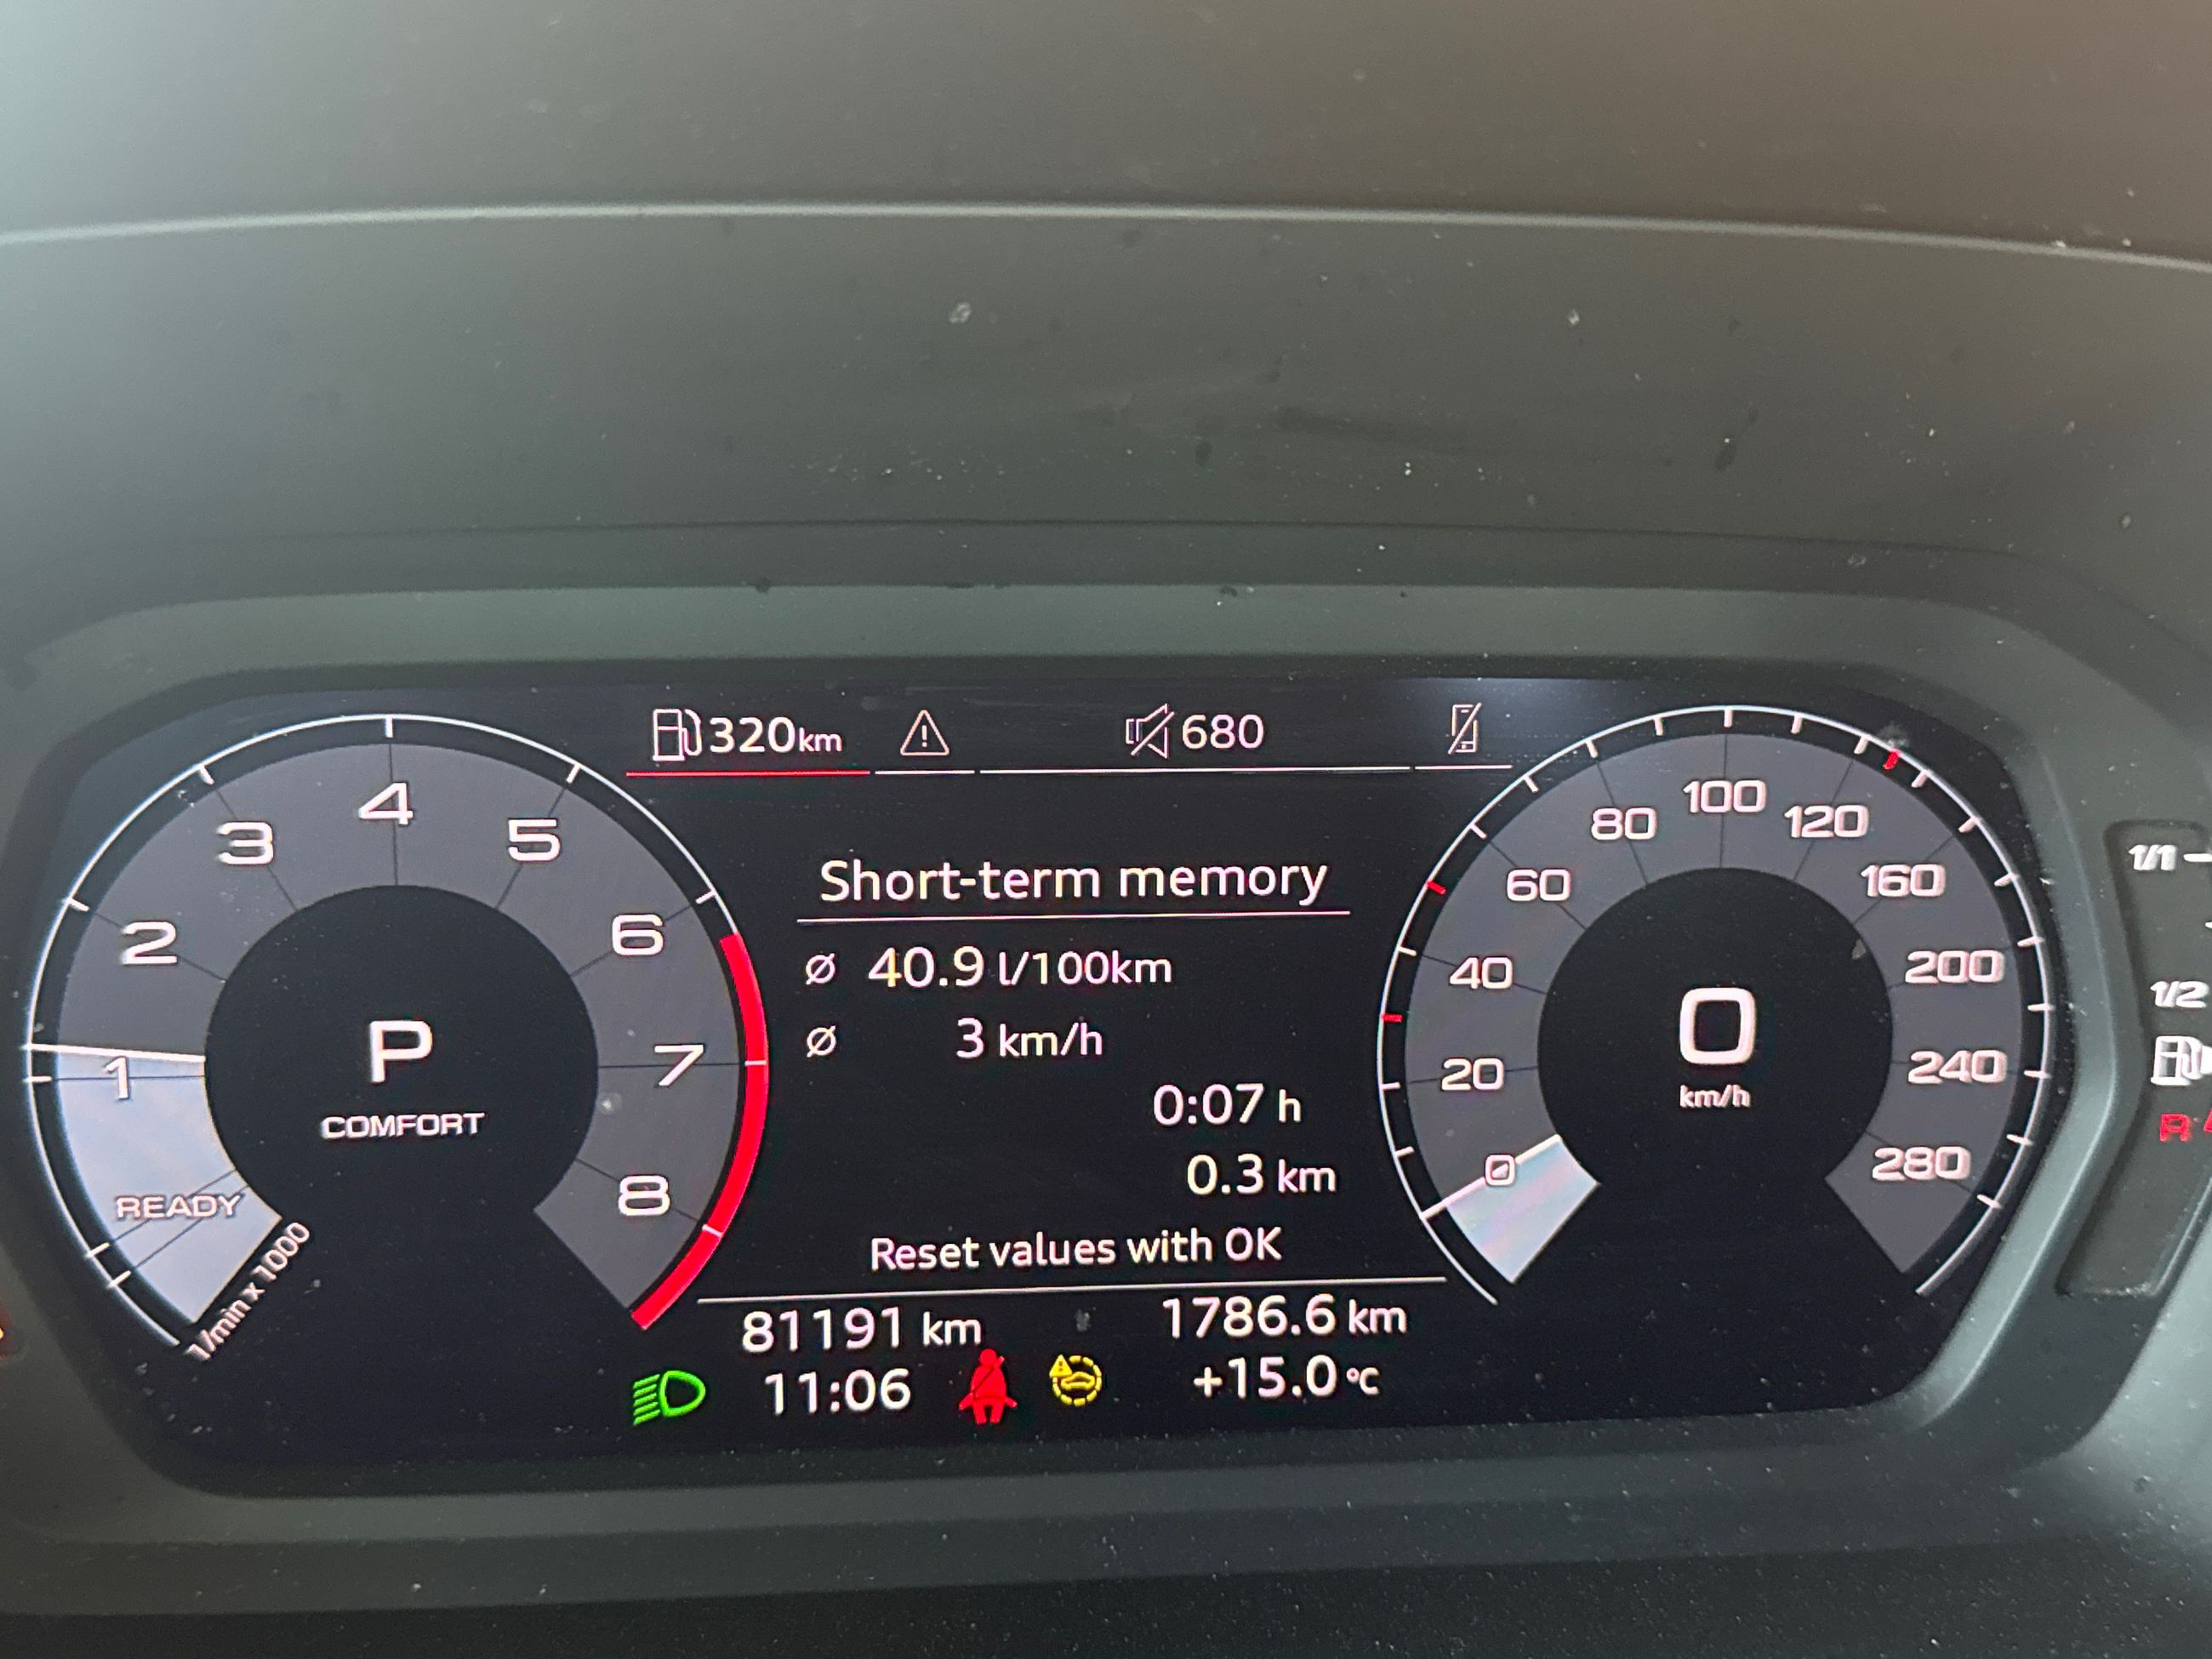 320km
680
4
3
5
2
6
1
7
8
P
COMFORT
READY
1/min x 1000
Short-term memory
Ø 40.9 l/100km
Ø 3 km/h
0:07 h
0.3 km
Reset values with OK
81191 km 1786.6 km
11:06 +15.0 °C
100
80
120
60
160
40
200
20
240
0
280
0
km/h
1/1
1/2
R